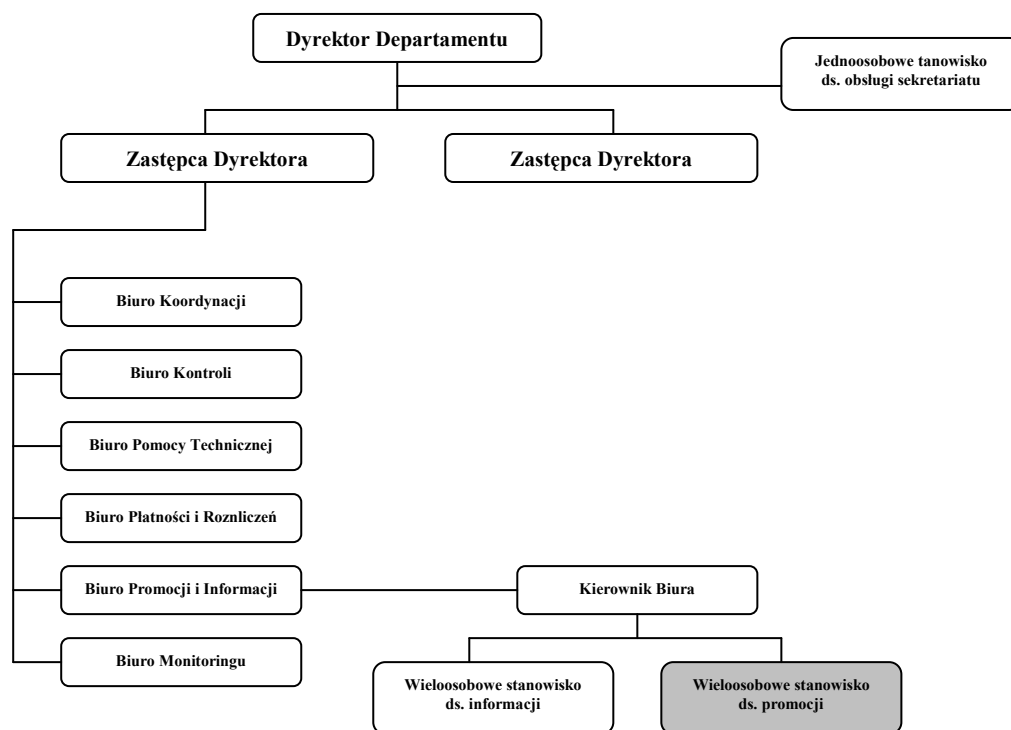 Dyrektor Departamentu
Jednoosobowe tanowisko
ds. obsługi sekretariatu
Zastępca Dyrektora
Zastępca Dyrektora
Biuro Koordynacji
Biuro Kontroli
Biuro Pomocy Technicznej
Biuro Płatności i Roznliczeń
Biuro Promocji i Informacji
Kierownik Biura
Biuro Monitoringu
Wieloosobowe stanowisko
ds. informacji
Wieloosobowe stanowisko
ds. promocji